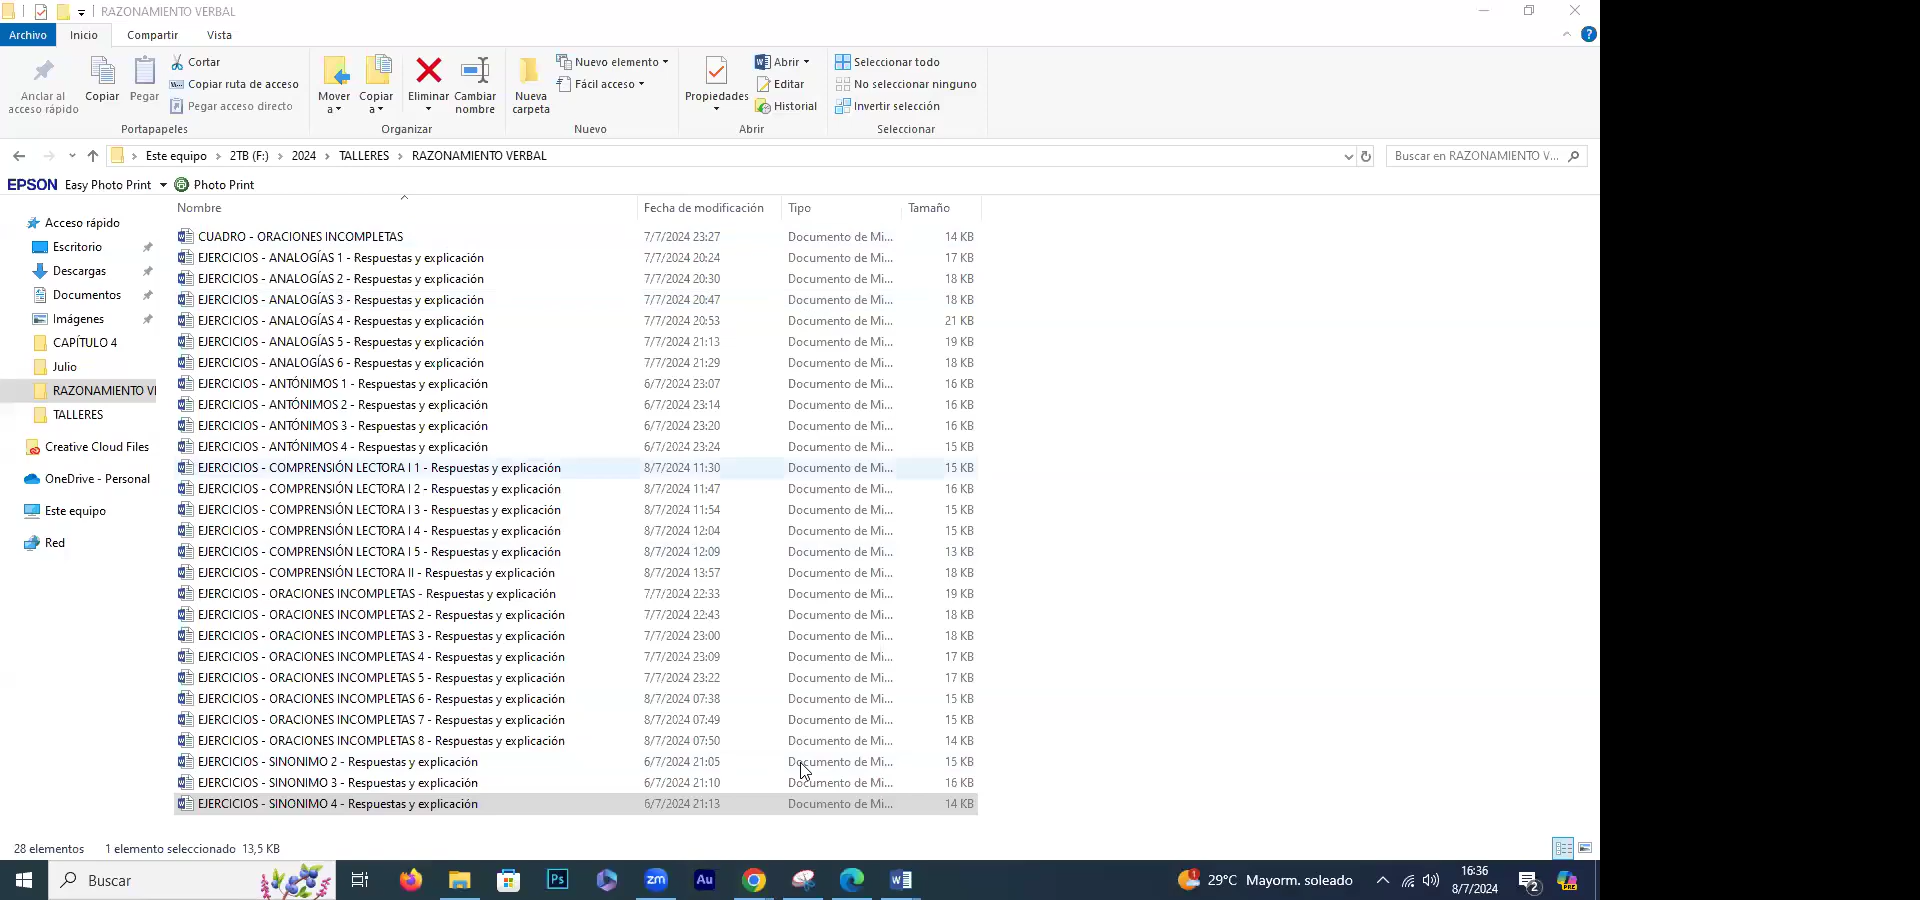 RAZONAMIENTO VERBAL
Archivo Inicio Compartir Vista
Anclar al acceso rápido
Copiar
Pegar
Cortar
Copiar ruta de acceso
Pegar acceso directo
Portapapeles
Mover a
Copiar a
Eliminar
Cambiar nombre
Organizar
Nueva carpeta
Nuevo elemento
Fácil acceso
Nuevo
Propiedades
Abrir
Editar
Historial
Abrir
Seleccionar todo
No seleccionar ninguno
Invertir selección
Seleccionar
Este equipo 2TB (F:) 2024 TALLERES RAZONAMIENTO VERBAL
Buscar en RAZONAMIENTO V...
EPSON Easy Photo Print Photo Print
Acceso rápido
Escritorio
Descargas
Documentos
Imágenes
CAPÍTULO 4
Julio
RAZONAMIENTO VI
TALLERES
Creative Cloud Files
OneDrive - Personal
Este equipo
Red
Nombre Fecha de modificación Tipo Tamaño
CUADRO - ORACIONES INCOMPLETAS 7/7/2024 23:27 Documento de Mi... 14 KB
EJERCICIOS - ANALOGÍAS 1 - Respuestas y explicación 7/7/2024 20:24 Documento de Mi... 17 KB
EJERCICIOS - ANALOGÍAS 2 - Respuestas y explicación 7/7/2024 20:30 Documento de Mi... 18 KB
EJERCICIOS - ANALOGÍAS 3 - Respuestas y explicación 7/7/2024 20:47 Documento de Mi... 18 KB
EJERCICIOS - ANALOGÍAS 4 - Respuestas y explicación 7/7/2024 20:53 Documento de Mi... 21 KB
EJERCICIOS - ANALOGÍAS 5 - Respuestas y explicación 7/7/2024 21:13 Documento de Mi... 19 KB
EJERCICIOS - ANALOGÍAS 6 - Respuestas y explicación 7/7/2024 21:29 Documento de Mi... 18 KB
EJERCICIOS - ANTÓNIMOS 1 - Respuestas y explicación 6/7/2024 23:07 Documento de Mi... 16 KB
EJERCICIOS - ANTÓNIMOS 2 - Respuestas y explicación 6/7/2024 23:14 Documento de Mi... 16 KB
EJERCICIOS - ANTÓNIMOS 3 - Respuestas y explicación 6/7/2024 23:20 Documento de Mi... 16 KB
EJERCICIOS - ANTÓNIMOS 4 - Respuestas y explicación 6/7/2024 23:24 Documento de Mi... 15 KB
EJERCICIOS - COMPRENSIÓN LECTORA I 1 - Respuestas y explicación 8/7/2024 11:30 Documento de Mi... 15 KB
EJERCICIOS - COMPRENSIÓN LECTORA I 2 - Respuestas y explicación 8/7/2024 11:47 Documento de Mi... 16 KB
EJERCICIOS - COMPRENSIÓN LECTORA I 3 - Respuestas y explicación 8/7/2024 11:54 Documento de Mi... 15 KB
EJERCICIOS - COMPRENSIÓN LECTORA I 4 - Respuestas y explicación 8/7/2024 12:04 Documento de Mi... 15 KB
EJERCICIOS - COMPRENSIÓN LECTORA I 5 - Respuestas y explicación 8/7/2024 12:09 Documento de Mi... 13 KB
EJERCICIOS - COMPRENSIÓN LECTORA II - Respuestas y explicación 8/7/2024 13:57 Documento de Mi... 18 KB
EJERCICIOS - ORACIONES INCOMPLETAS - Respuestas y explicación 7/7/2024 22:33 Documento de Mi... 19 KB
EJERCICIOS - ORACIONES INCOMPLETAS 2 - Respuestas y explicación 7/7/2024 22:43 Documento de Mi... 18 KB
EJERCICIOS - ORACIONES INCOMPLETAS 3 - Respuestas y explicación 7/7/2024 23:00 Documento de Mi... 18 KB
EJERCICIOS - ORACIONES INCOMPLETAS 4 - Respuestas y explicación 7/7/2024 23:09 Documento de Mi... 17 KB
EJERCICIOS - ORACIONES INCOMPLETAS 5 - Respuestas y explicación 7/7/2024 23:22 Documento de Mi... 17 KB
EJERCICIOS - ORACIONES INCOMPLETAS 6 - Respuestas y explicación 8/7/2024 07:38 Documento de Mi... 15 KB
EJERCICIOS - ORACIONES INCOMPLETAS 7 - Respuestas y explicación 8/7/2024 07:49 Documento de Mi... 15 KB
EJERCICIOS - ORACIONES INCOMPLETAS 8 - Respuestas y explicación 8/7/2024 07:50 Documento de Mi... 14 KB
EJERCICIOS - SINONIMO 2 - Respuestas y explicación 6/7/2024 21:05 Documento de Mi... 15 KB
EJERCICIOS - SINONIMO 3 - Respuestas y explicación 6/7/2024 21:10 Documento de Mi... 16 KB
EJERCICIOS - SINONIMO 4 - Respuestas y explicación 6/7/2024 21:13 Documento de Mi... 14 KB
28 elementos 1 elemento seleccionado 13,5 KB
Buscar
Ps
zm
Au
1
29°C Mayorm. soleado
16:36
8/7/2024
2
PRE